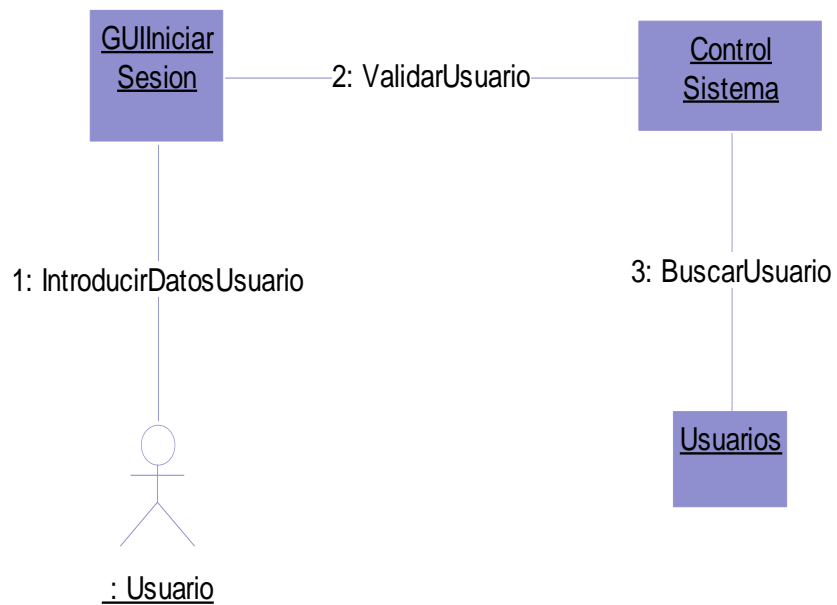 GUIIniciar
Sesion
2: ValidarUsuario
Control
Sistema
1: IntroducirDatosUsuario
3: BuscarUsuario
Usuarios
: Usuario